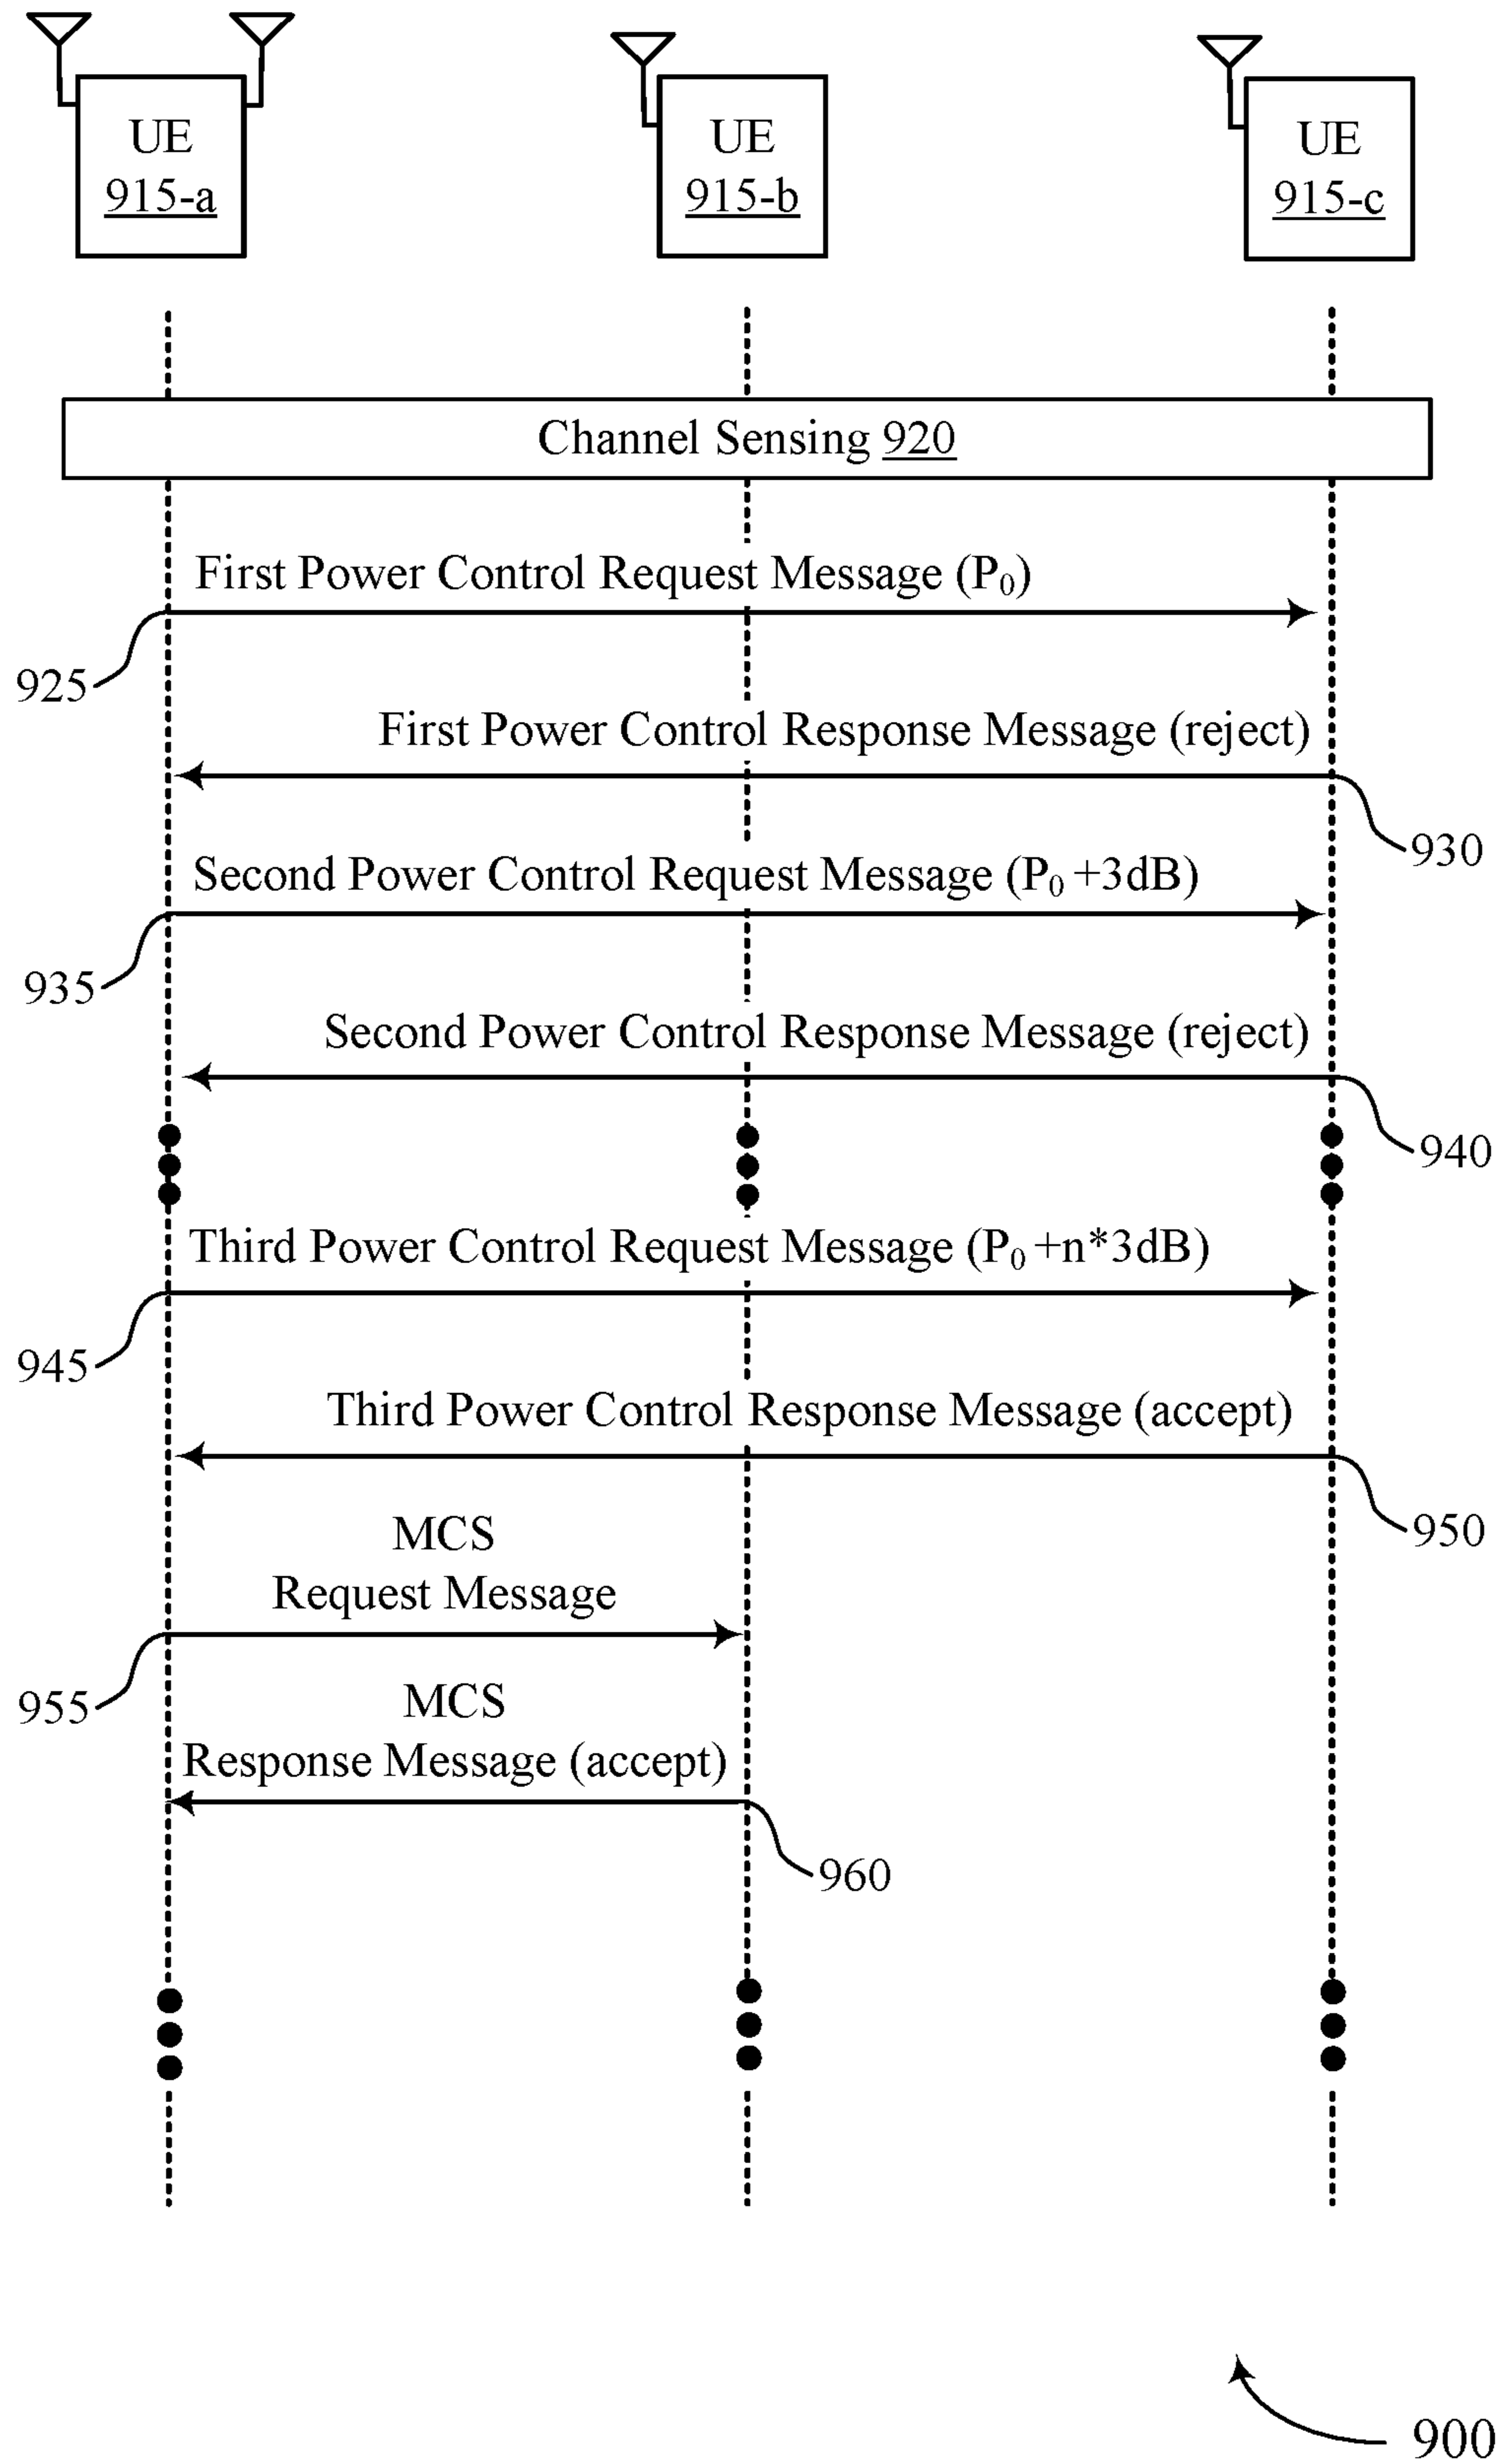 UE
915-a
UE
915-b
UE
915-c
Channel Sensing 920
First Power Control Request Message (P₀)
925
First Power Control Response Message (reject)
930
Second Power Control Request Message (P₀ +3dB)
935
Second Power Control Response Message (reject)
940
Third Power Control Request Message (P₀ +n*3dB)
945
Third Power Control Response Message (accept)
950
MCS
Request Message
955
MCS
Response Message (accept)
960
900